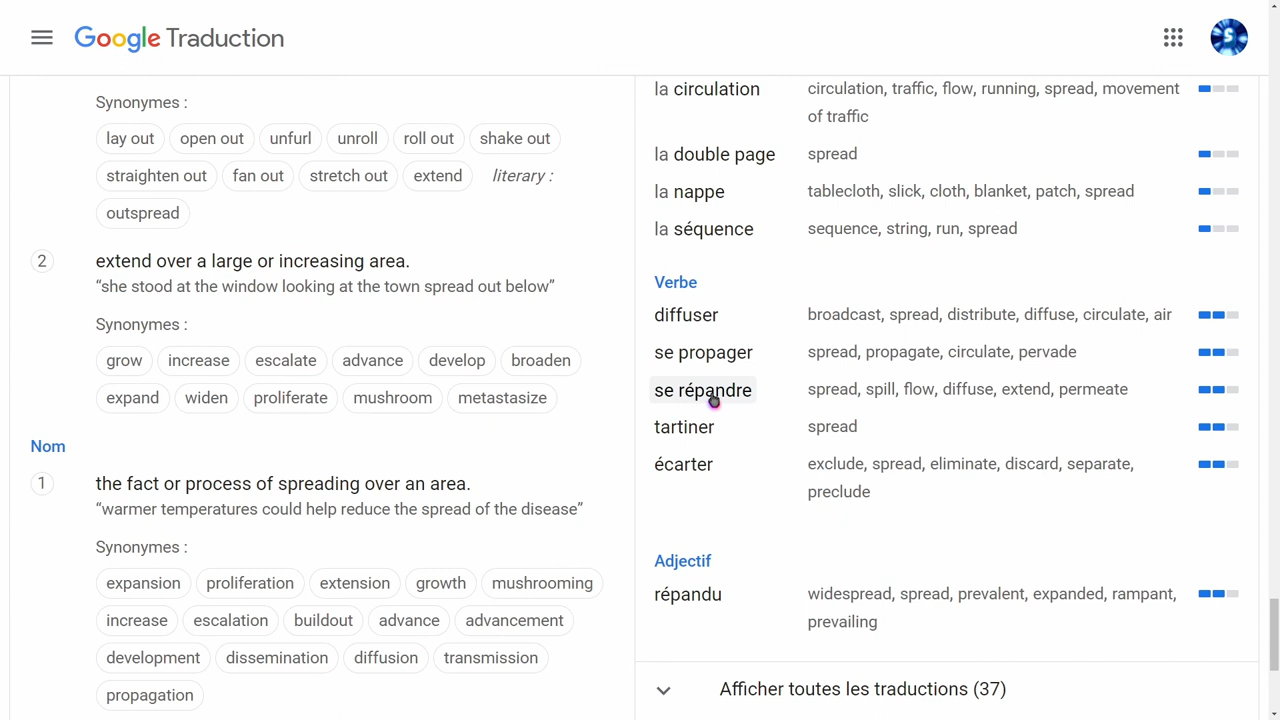 Google Traduction
S
Synonymes :
lay out open out unfurl unroll roll out shake out
straighten out fan out stretch out extend literary :
outspread
2 extend over a large or increasing area.
“she stood at the window looking at the town spread out below”
Synonymes :
grow increase escalate advance develop broaden
expand widen proliferate mushroom metastasize
Nom
1 the fact or process of spreading over an area.
“warmer temperatures could help reduce the spread of the disease”
Synonymes :
expansion proliferation extension growth mushrooming
increase escalation buildout advance advancement
development dissemination diffusion transmission
propagation
la circulation circulation, traffic, flow, running, spread, movement
of traffic
la double page spread
la nappe tablecloth, slick, cloth, blanket, patch, spread
la séquence sequence, string, run, spread
Verbe
diffuser broadcast, spread, distribute, diffuse, circulate, air
se propager spread, propagate, circulate, pervade
se répandre spread, spill, flow, diffuse, extend, permeate
tartiner spread
écarter exclude, spread, eliminate, discard, separate,
preclude
Adjectif
répandu widespread, spread, prevalent, expanded, rampant,
prevailing
Afficher toutes les traductions (37)